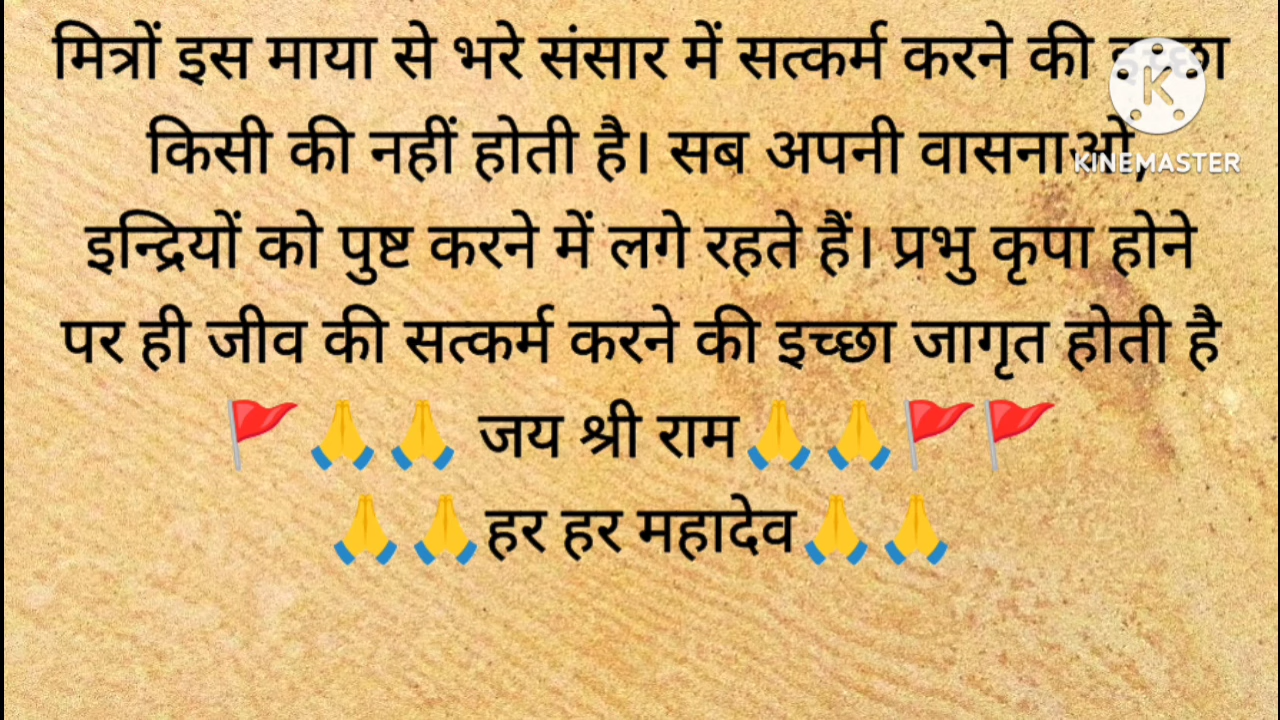 मित्रों इस माया से भरे संसार में सत्कर्म करने की
किसी की नहीं होती है। सब अपनी वासनाओं,
इन्द्रियों को पुष्ट करने में लगे रहते हैं। प्रभु कृपा होने
पर ही जीव की सत्कर्म करने की इच्छा जागृत होती है
🚩🙏🙏 जय श्री राम🙏🙏🚩🚩
🙏🙏हर हर महादेव🙏🙏
K
KINEMASTER